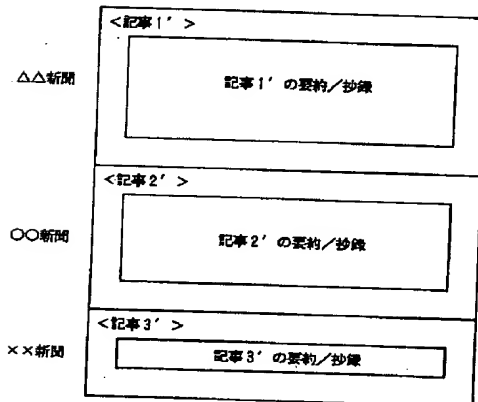 <記事1′>
△△新聞
記事1′の要約/抄録
<記事2′>
○○新聞
記事2′の要約/抄録
<記事3′>
××新聞
記事3′の要約/抄録